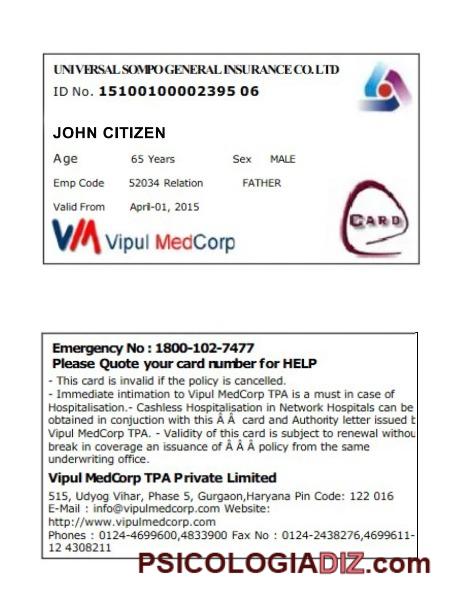 UNIVERSAL SOMPO GENERAL INSURANCE CO. LTD
ID No. 15100100002395 06
JOHN CITIZEN
Age 65 Years Sex MALE
Emp Code 52034 Relation FATHER
Valid From April-01, 2015
CARD
VM Vipul MedCorp
Emergency No : 1800-102-7477
Please Quote your card number for HELP
- This card is invalid if the policy is cancelled.
- Immediate intimation to Vipul MedCorp TPA is a must in case of
Hospitalisation.- Cashless Hospitalisation in Network Hospitals can be
obtained in conjuction with this Â Â card and Authority letter issued b
Vipul MedCorp TPA. - Validity of this card is subject to renewal withou
break in coverage an issuance of Â Â Â policy from the same
underwriting office.
Vipul MedCorp TPA Private Limited
515, Udyog Vihar, Phase 5, Gurgaon,Haryana Pin Code: 122 016
E-Mail : info@vipulmedcorp.com Website:
http://www.vipulmedcorp.com
Phones : 0124-4699600,4833900 Fax No : 0124-2438276,4699611-
12 4308211
PSICOLOGIADIZ.com